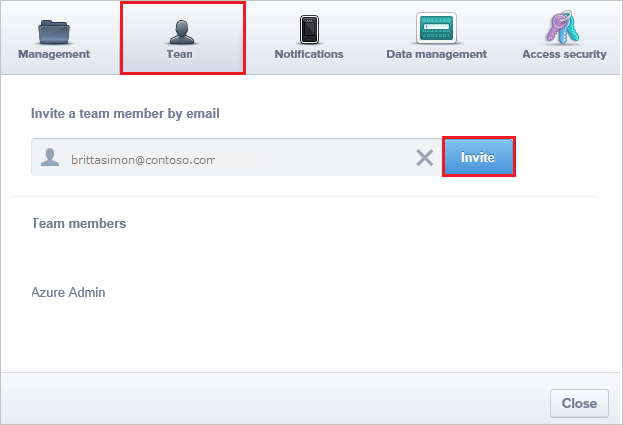 Management
Team
Notifications
Data management
Access security
Invite a team member by email
brittasimon@contoso.com
Invite
Team members
Azure Admin
Close